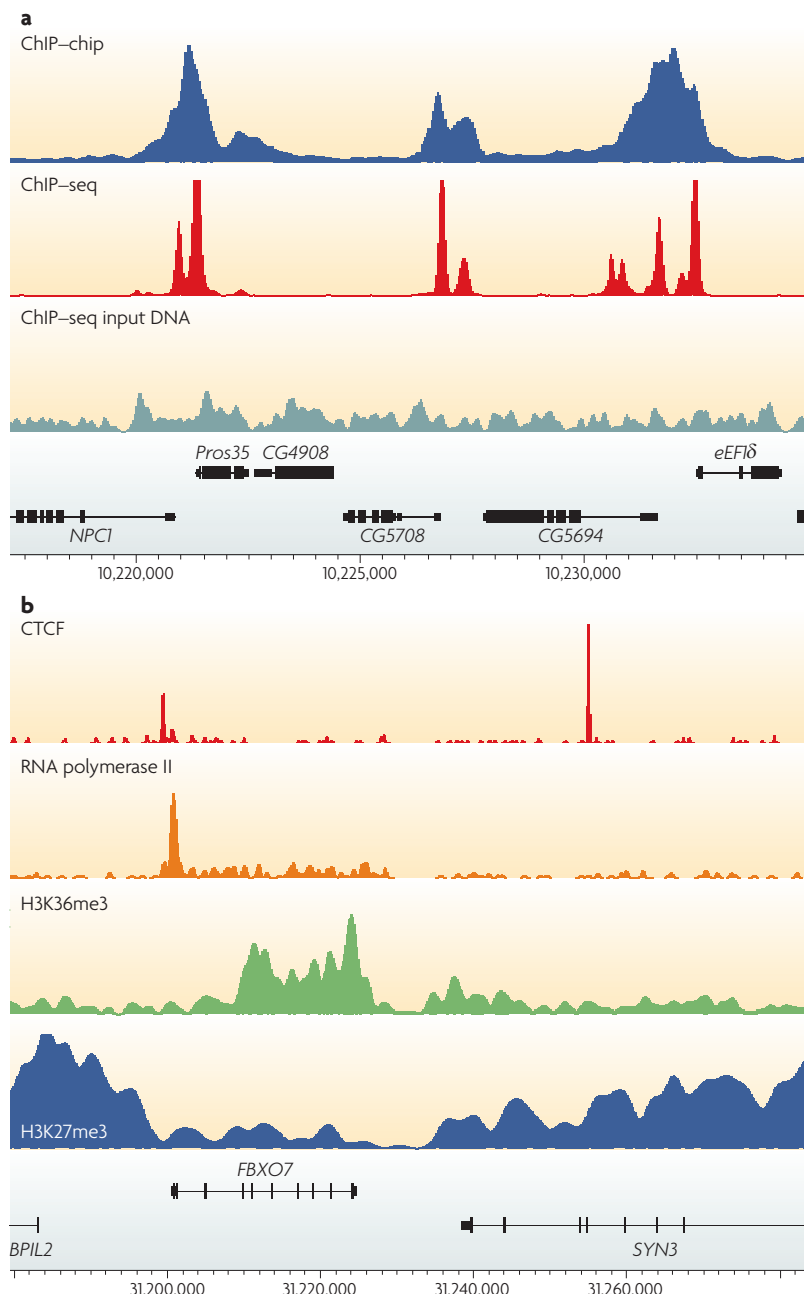 a
ChIP–chip
ChIP–seq
ChIP–seq input DNA
Pros35 CG4908
eEF1δ
NPC1
CG5708
CG5694
10,220,000 10,225,000 10,230,000
b
CTCF
RNA polymerase II
H3K36me3
H3K27me3
FBXO7
BPIL2
SYN3
31,200,000 31,220,000 31,240,000 31,260,000